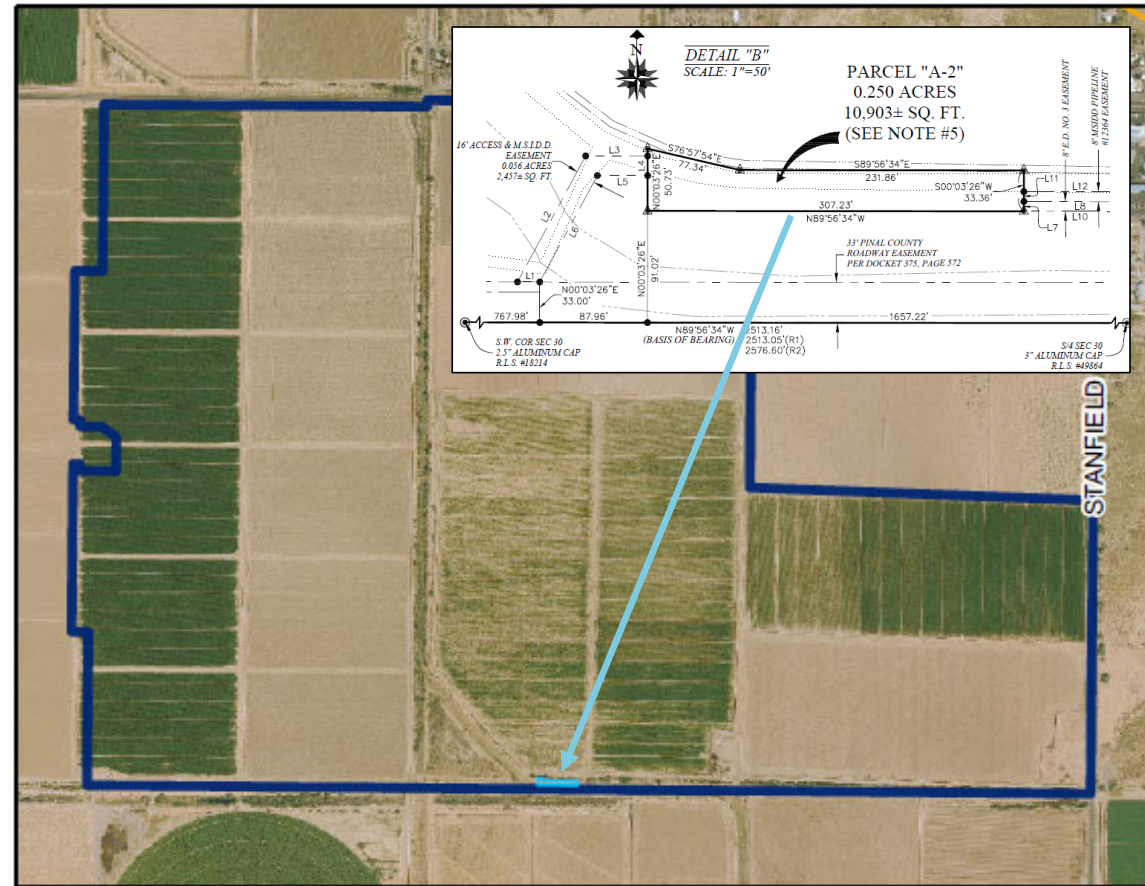 N
DETAIL "B"
SCALE: 1"=50'
PARCEL "A-2"
0.250 ACRES
10,903± SQ. FT.
(SEE NOTE #5)
16' ACCESS & M.S.I.D.D.
EASEMENT
0.056 ACRES
2,457± SQ. FT.
L3
L4
L5
L2
L6
L1
N00°03'26"E
50.73'
S76°57'54"E
77.34'
S89°56'34"E
231.86'
S00°03'26"W
33.36'
L11
L12
L8
L10
L7
8' E.D. NO. 3 EASEMENT
8' MSIDD PIPELINE
#12364 EASEMENT
307.23'
N89°56'34"W
33' PINAL COUNTY
ROADWAY EASEMENT
PER DOCKET 375, PAGE 572
N00°03'26"E
33.00'
N00°03'26"E
91.02'
767.98'
87.96'
1657.22'
N89°56'34"W
(BASIS OF BEARING)
2513.16'
2513.05'(R1)
2576.60'(R2)
S.W. COR SEC 30
2.5" ALUMINUM CAP
R.L.S. #18214
S/4 SEC 30
3" ALUMINUM CAP
R.L.S. #49864
STANFIELD